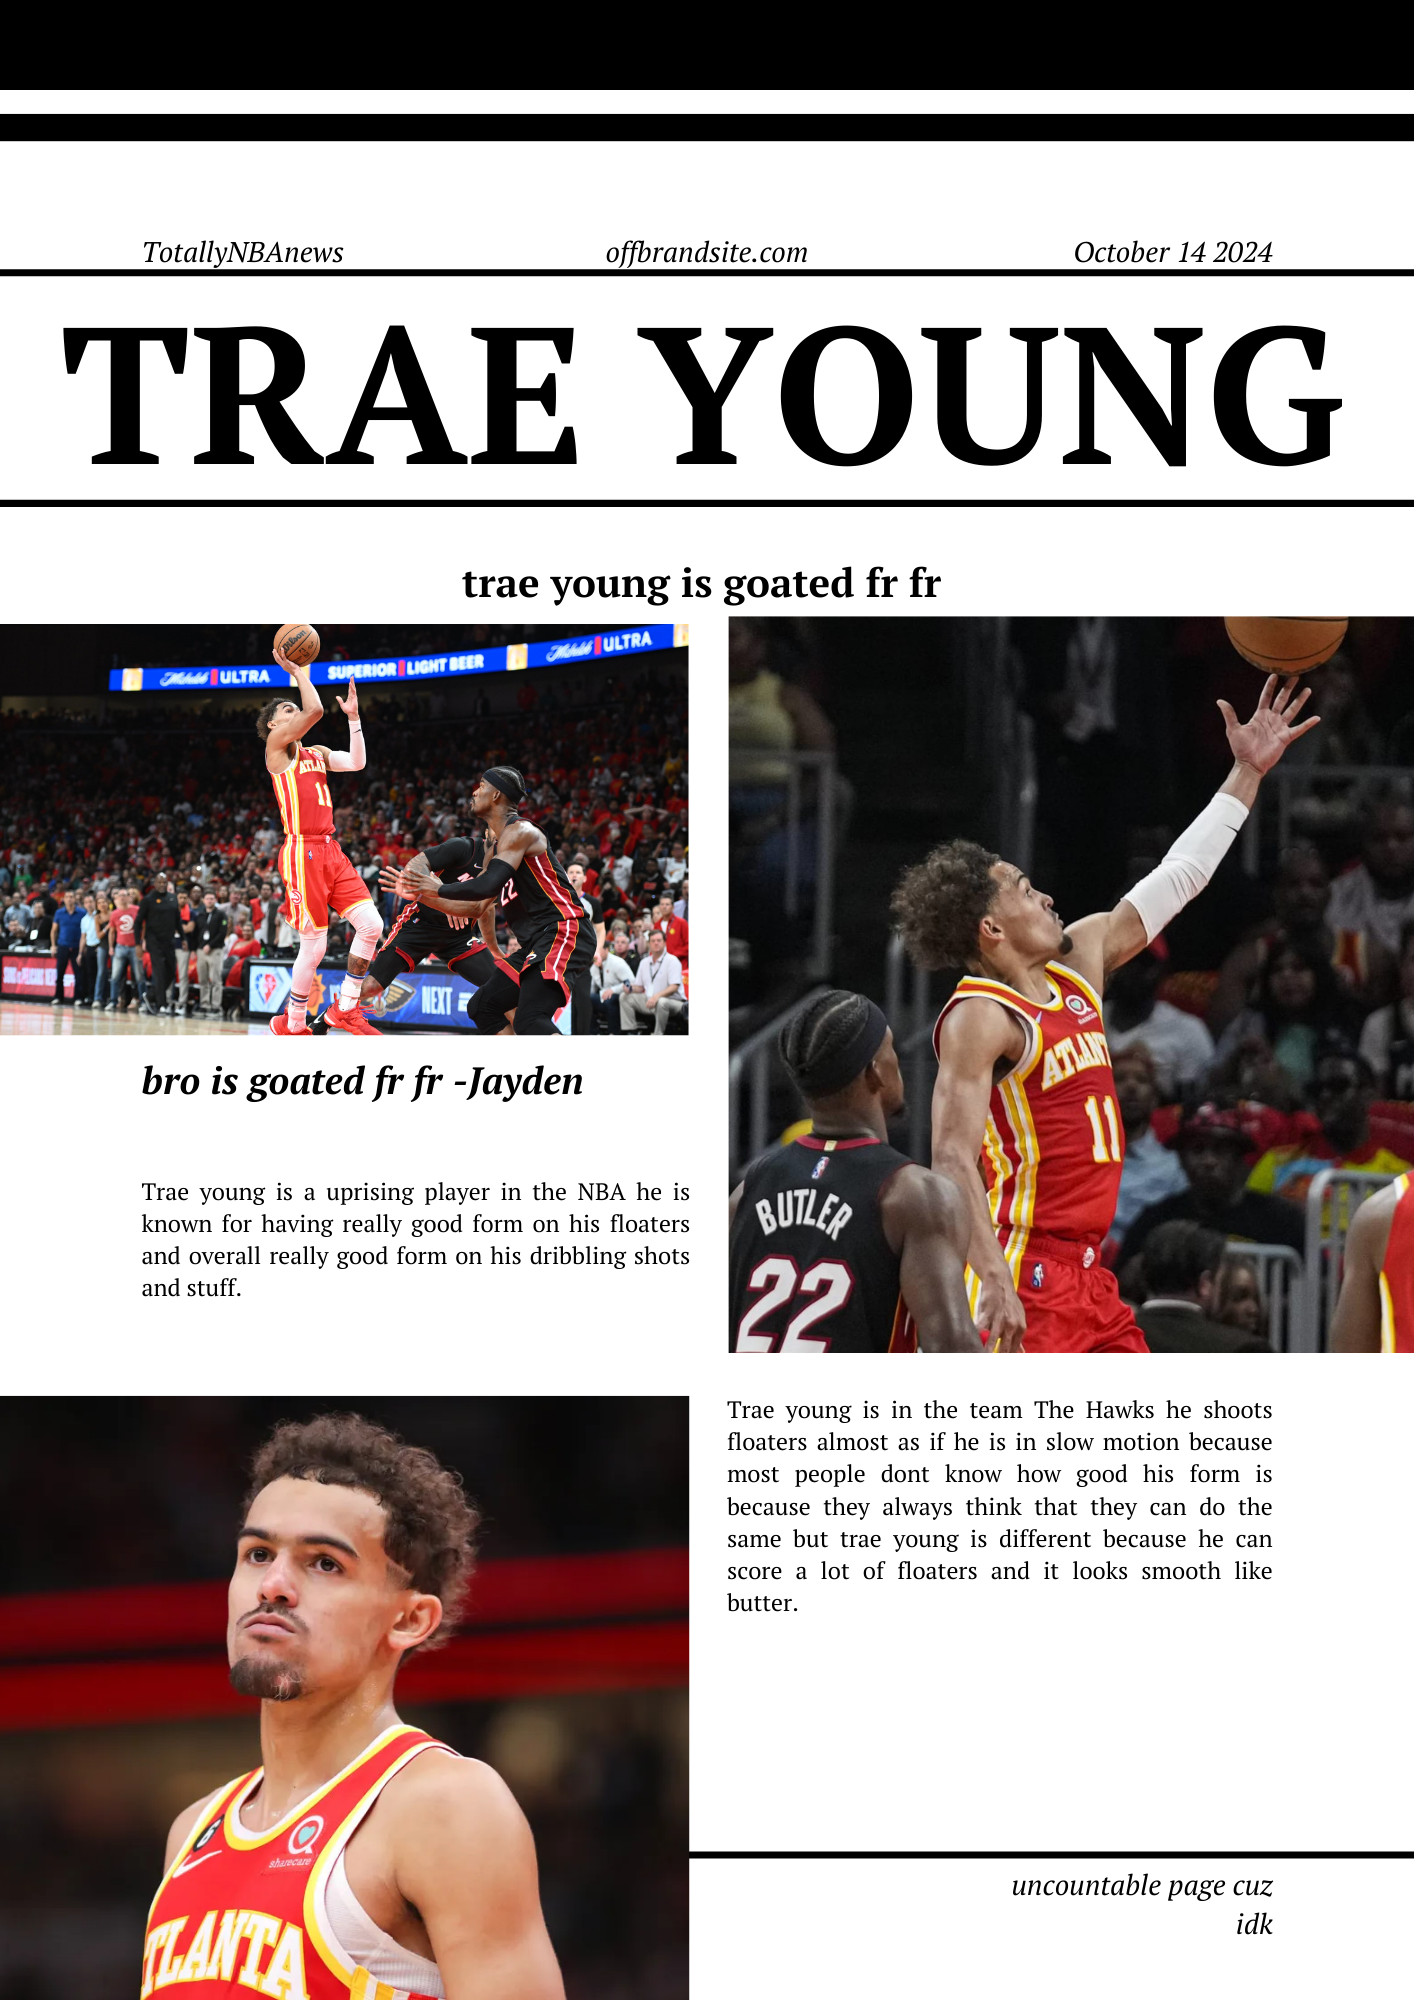 TotallyNBAnews
offbrandsite.com
October 14 2024
TRAE YOUNG
trae young is goated fr fr
ULTRA
SUPERIOR LIGHT BEER
ULTRA
Wilson
ATLANTA
11
22
NEXT
bro is goated fr fr -Jayden
Trae young is a uprising player in the NBA he is
known for having really good form on his floaters
and overall really good form on his dribbling shots
and stuff.
sharecare
ATLANT
11
BUTLER
22
Trae young is in the team The Hawks he shoots
floaters almost as if he is in slow motion because
most people dont know how good his form is
because they always think that they can do the
same but trae young is different because he can
score a lot of floaters and it looks smooth like
butter.
6
sharecare
TLANTA
uncountable page cuz
idk